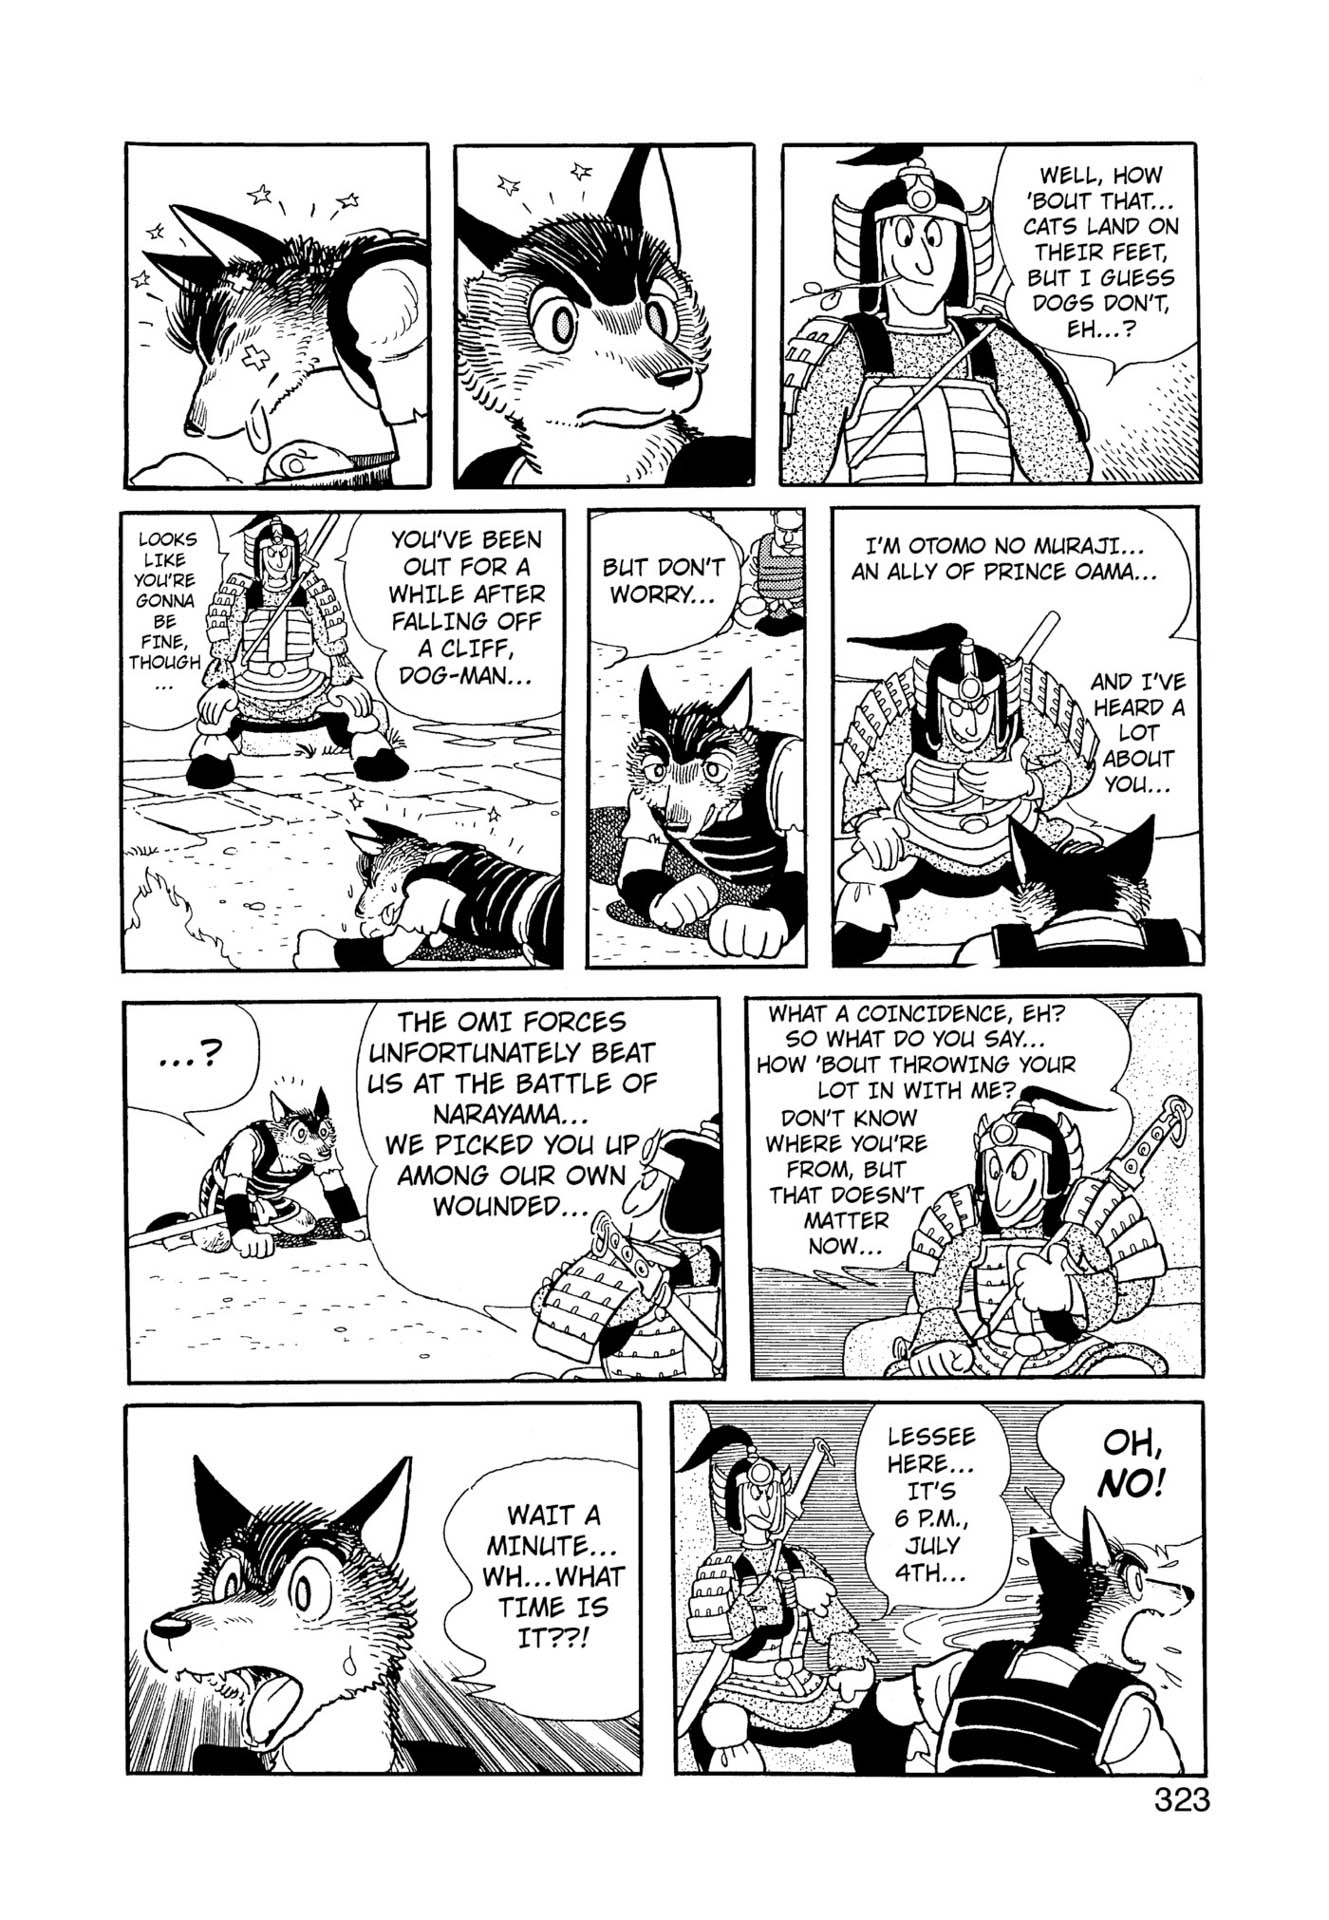 WELL, HOW
'BOUT THAT...
CATS LAND ON
THEIR FEET,
BUT I GUESS
DOGS DON'T,
EH...?
LOOKS
LIKE
YOU'RE
GONNA
BE
FINE,
THOUGH
...
YOU'VE BEEN
OUT FOR A
WHILE AFTER
FALLING OFF
A CLIFF,
DOG-MAN...
BUT DON'T
WORRY...
I'M OTOMO NO MURAJI...
AN ALLY OF PRINCE OAMA...
AND I'VE
HEARD A
LOT
ABOUT
YOU...
...?
THE OMI FORCES
UNFORTUNATELY BEAT
US AT THE BATTLE OF
NARAYAMA...
WE PICKED YOU UP
AMONG OUR OWN
WOUNDED...
WHAT A COINCIDENCE, EH?
SO WHAT DO YOU SAY...
HOW 'BOUT THROWING YOUR
LOT IN WITH ME?
DON'T KNOW
WHERE YOU'RE
FROM, BUT
THAT DOESN'T
MATTER
NOW...
WAIT A
MINUTE...
WH...WHAT
TIME IS
IT??!
LESSEE
HERE...
IT'S
6 P.M.,
JULY
4TH...
OH,
NO!
323